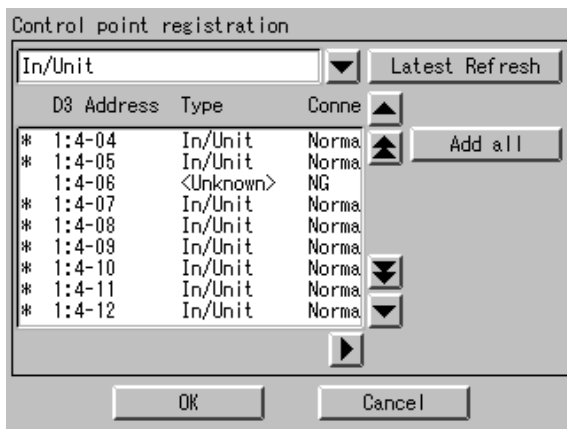 Control point registration
In/Unit Latest Refresh
D3 Address Type Conne
* 1:4-04 In/Unit Norma
* 1:4-05 In/Unit Norma
Add all
1:4-06 <Unknown> NG
* 1:4-07 In/Unit Norma
* 1:4-08 In/Unit Norma
* 1:4-09 In/Unit Norma
* 1:4-10 In/Unit Norma
* 1:4-11 In/Unit Norma
* 1:4-12 In/Unit Norma
OK Cancel